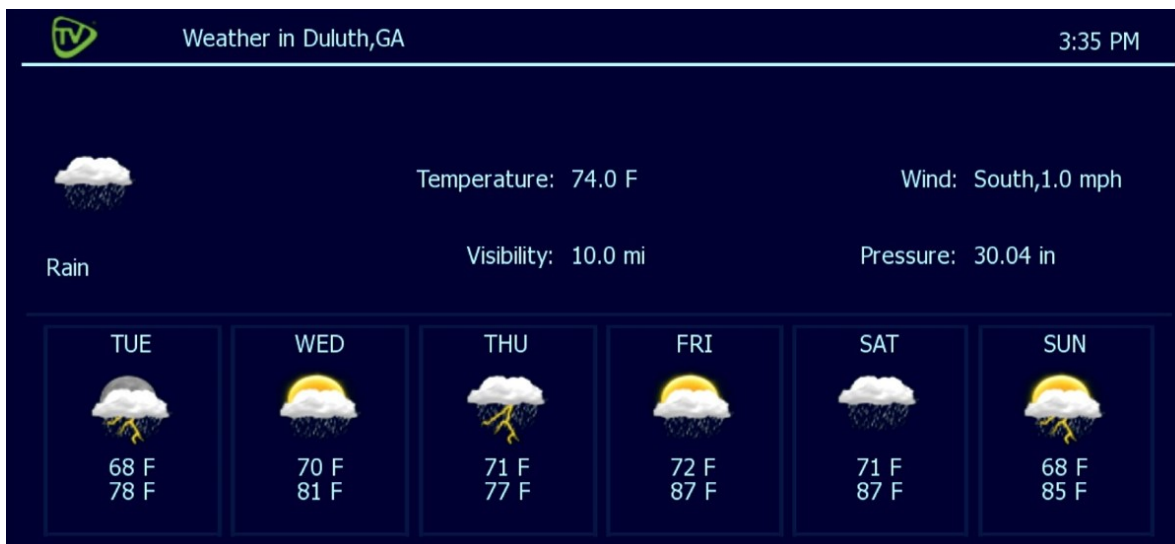 TV
Weather in Duluth,GA
3:35 PM
Temperature: 74.0 F
Wind: South,1.0 mph
Rain
Visibility: 10.0 mi
Pressure: 30.04 in
TUE
68 F
78 F
WED
70 F
81 F
THU
71 F
77 F
FRI
72 F
87 F
SAT
71 F
87 F
SUN
68 F
85 F